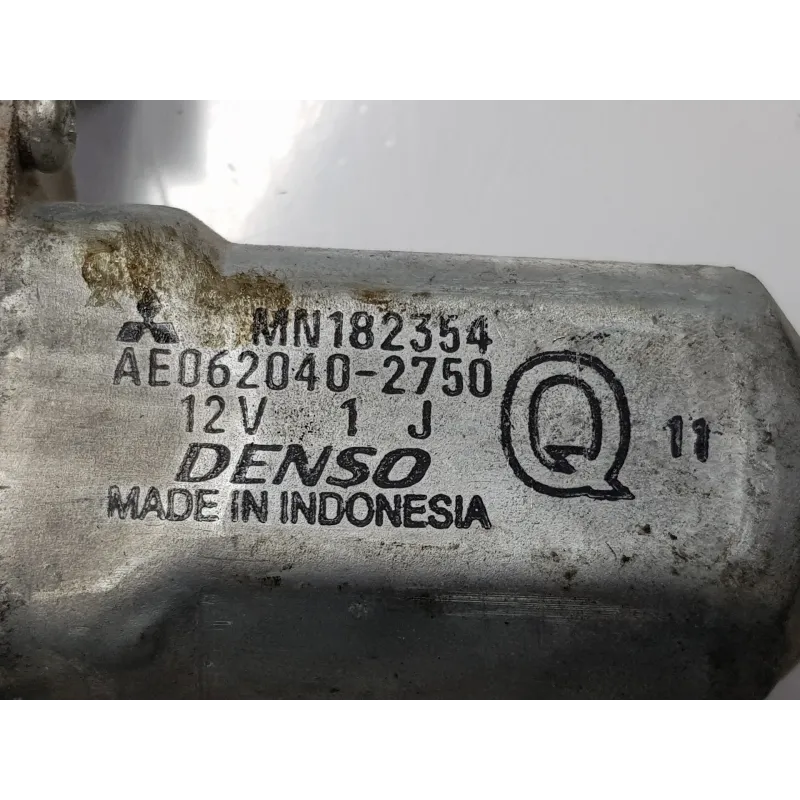 MN182354
AE062040-2750
12V 1 J
Q 11
DENSO
MADE IN INDONESIA